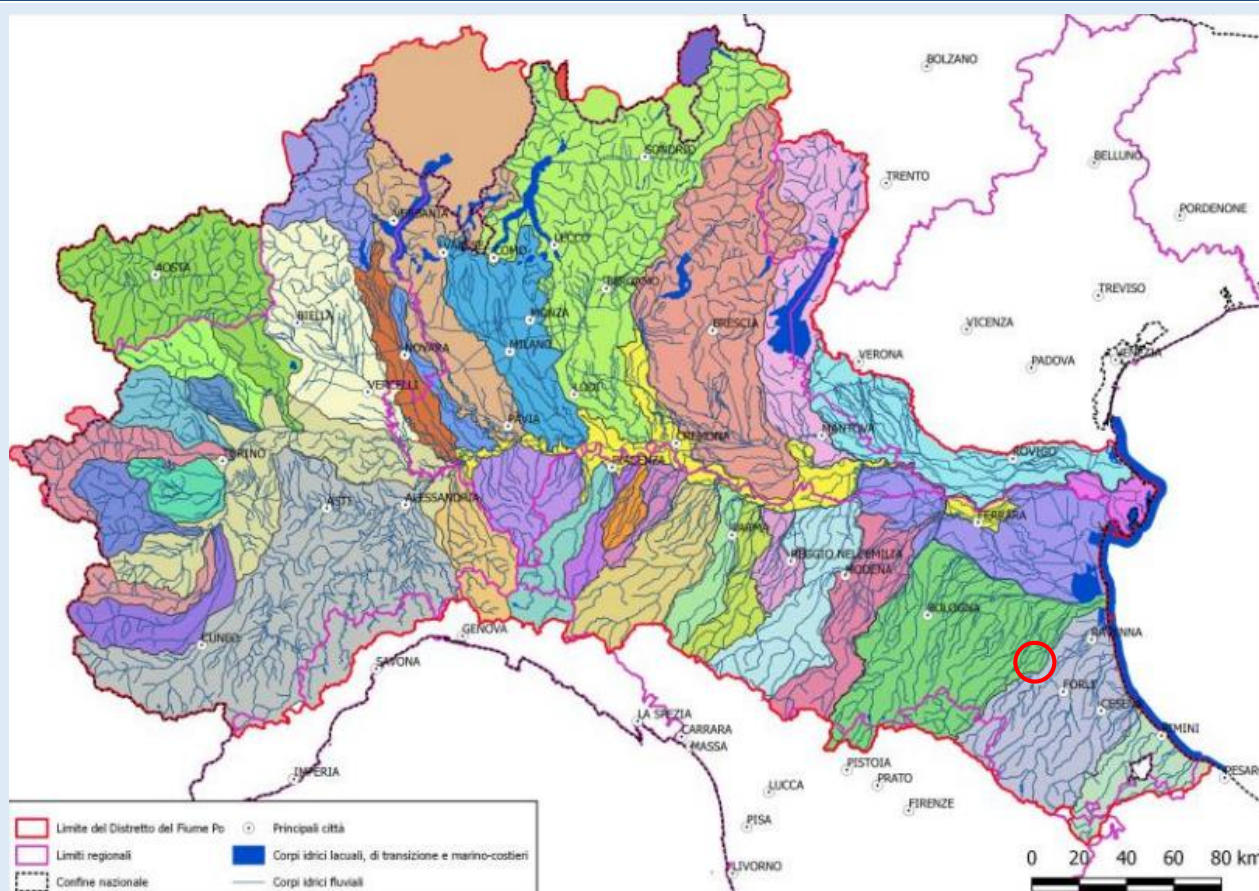 BOLZANO
BELLUNO
SONDRIO
TRENTO
PORDENONE
VERBANIA
LECCO
COMO
AOSTA
BERGAMO
TREVISO
BIELLA
MONZA
BRESCIA
VICENZA
MILANO
NOVARA
VERONA
PADOVA
VENEZIA
VERCELLI
LODI
PAVIA
CREMONA
MANTOVA
ROVIGO
TORINO
PIACENZA
ASTI
ALESSANDRIA
FERRARA
PARMA
REGGIO NELL'EMILIA
MODENA
BOLOGNA
CUNEO
GENOVA
RAVENNA
SAVONA
FORLI'
CESENA
LA SPEZIA
CARRARA
MASSA
RIMINI
IMPERIA
PISTOIA
PRATO
PESARO
LUCCA
FIRENZE
PISA
LIVORNO
Limite del Distretto del Fiume Po
Principali città
Limiti regionali
Corpi idrici lacuali, di transizione e marino-costieri
Confine nazionale
Corpi idrici fluviali
0 20 40 60 80 km